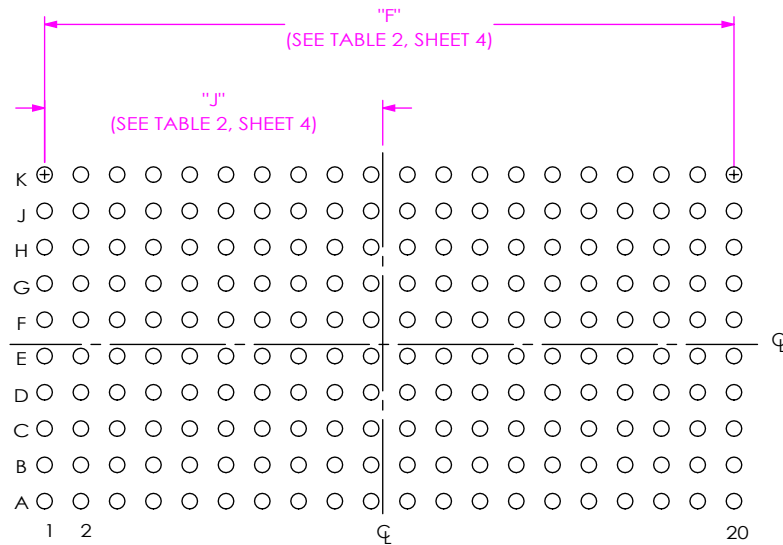 "F"
(SEE TABLE 2, SHEET 4)
"J"
(SEE TABLE 2, SHEET 4)
K
J
H
G
F
℄
E
D
C
B
A
1 2 ℄ 20